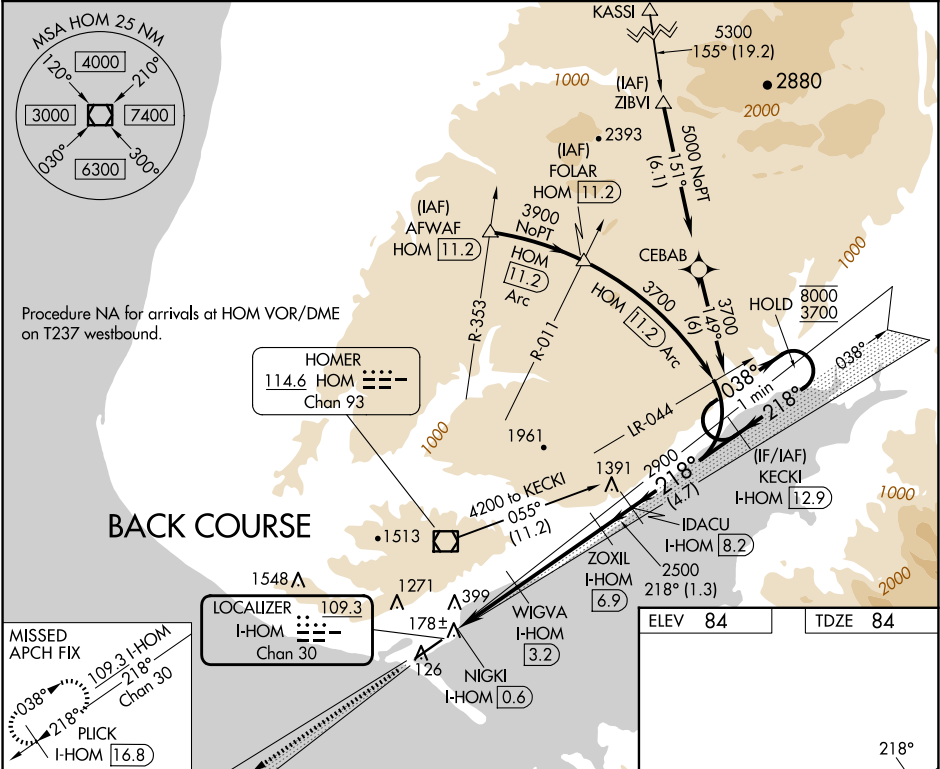 MSA HOM 25 NM
120°
4000
210°
3000
7400
030°
6300
300°
KASSI
5300
155° (19.2)
(IAF)
ZIBVI
2880
1000
2000
2393
5000 NoPT
151°
(6.1)
(IAF)
FOLAR
HOM 11.2
(IAF)
AFWAF
HOM 11.2
3900
NoPT
HOM
11.2
Arc
CEBAB
1000
3700
HOM 11.2 Arc
3700
149°
(6)
HOLD
8000
3700
Procedure NA for arrivals at HOM VOR/DME
on T237 westbound.
R-353
R-011
HOMER
114.6 HOM
Chan 93
038°
1 min
218°
038°
LR-044
1000
1961
2900
218°
(4.7)
(IF/IAF)
KECKI
I-HOM 12.9
1391
4200 to KECKI
055°
(11.2)
1000
BACK COURSE
1513
IDACU
I-HOM 8.2
ZOXIL
I-HOM
6.9
2500
218° (1.3)
2000
1548
1271
399
WIGVA
I-HOM
3.2
LOCALIZER 109.3
I-HOM
Chan 30
178±
126
NIGKI
I-HOM 0.6
ELEV 84
TDZE 84
218°
MISSED
APCH FIX
109.3 I-HOM
218°
Chan 30
038°
218°
PLICK
I-HOM 16.8